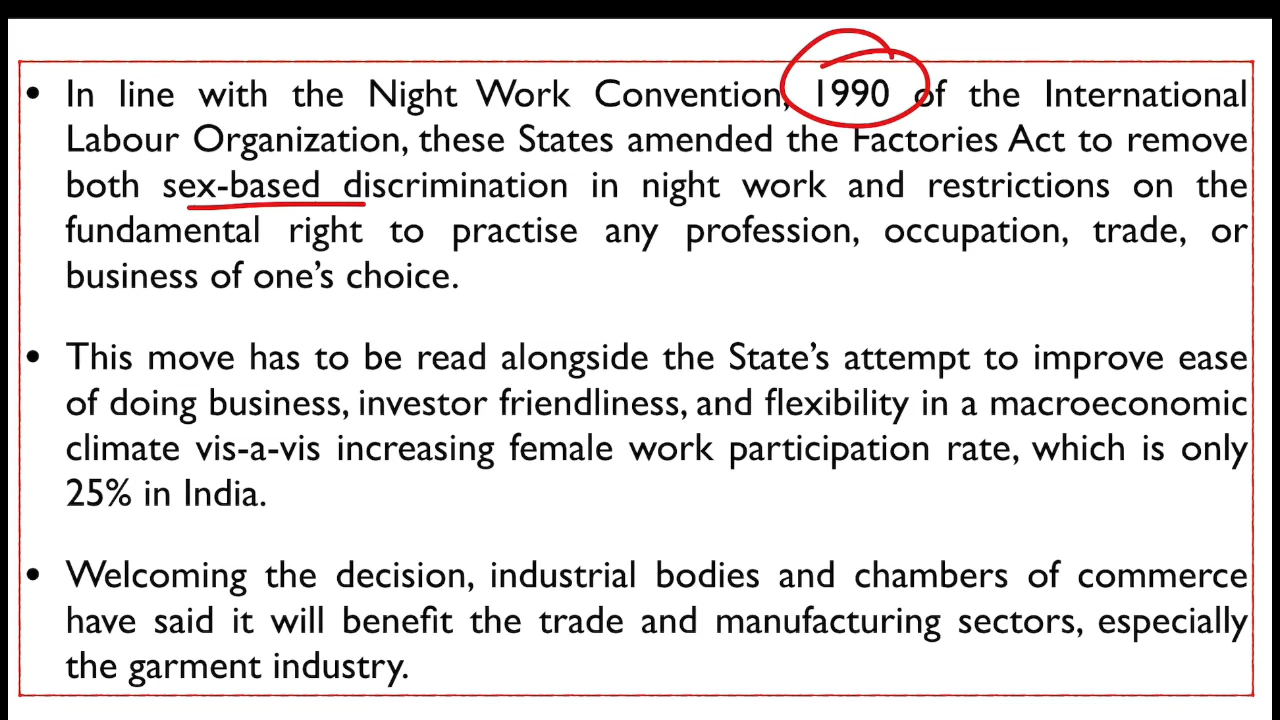 • In line with the Night Work Convention, 1990 of the International
Labour Organization, these States amended the Factories Act to remove
both sex-based discrimination in night work and restrictions on the
fundamental right to practise any profession, occupation, trade, or
business of one’s choice.
• This move has to be read alongside the State’s attempt to improve ease
of doing business, investor friendliness, and flexibility in a macroeconomic
climate vis-a-vis increasing female work participation rate, which is only
25% in India.
• Welcoming the decision, industrial bodies and chambers of commerce
have said it will benefit the trade and manufacturing sectors, especially
the garment industry.